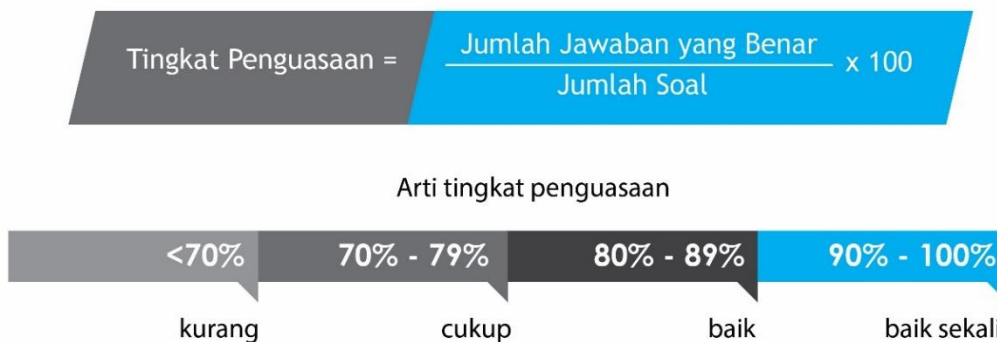 Tingkat Penguasaan = Jumlah Jawaban yang Benar
Jumlah Soal x 100
Arti tingkat penguasaan
<70% 70% - 79% 80% - 89% 90% - 100%
kurang cukup baik baik sekali